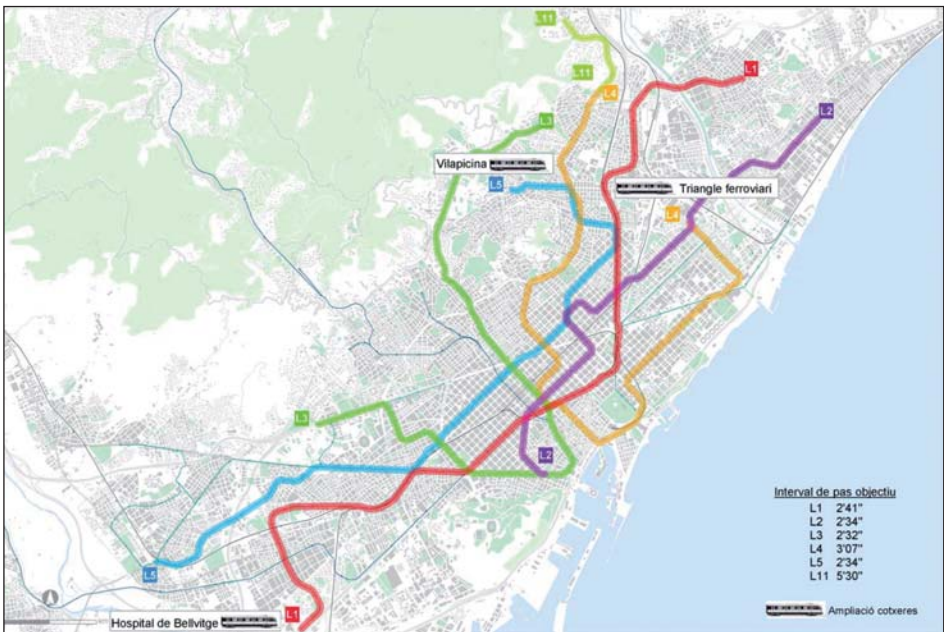 L11
L1
L11
L4
L2
L3
Vilapicina
L5
Triangle ferroviari
L4
L3
L2
L5
L1
Hospital de Bellvitge
Interval de pas objectiu
L1 2'41"
L2 2'34"
L3 2'32"
L4 3'07"
L5 2'34"
L11 5'30"
Ampliació cotxeres